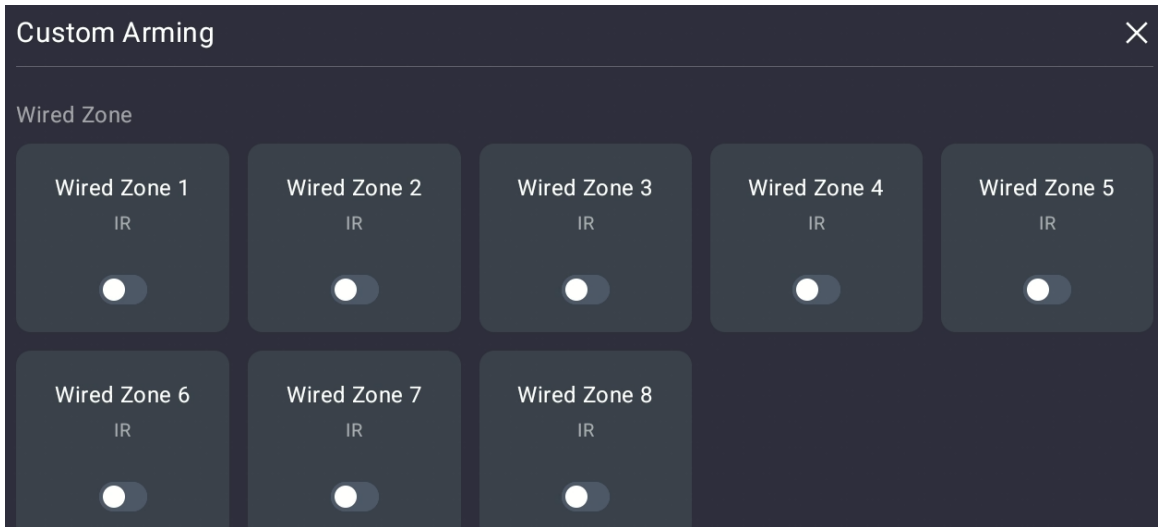 Custom Arming
Wired Zone
Wired Zone 1 Wired Zone 2 Wired Zone 3 Wired Zone 4 Wired Zone 5
IR IR IR IR IR
Wired Zone 6 Wired Zone 7 Wired Zone 8
IR IR IR